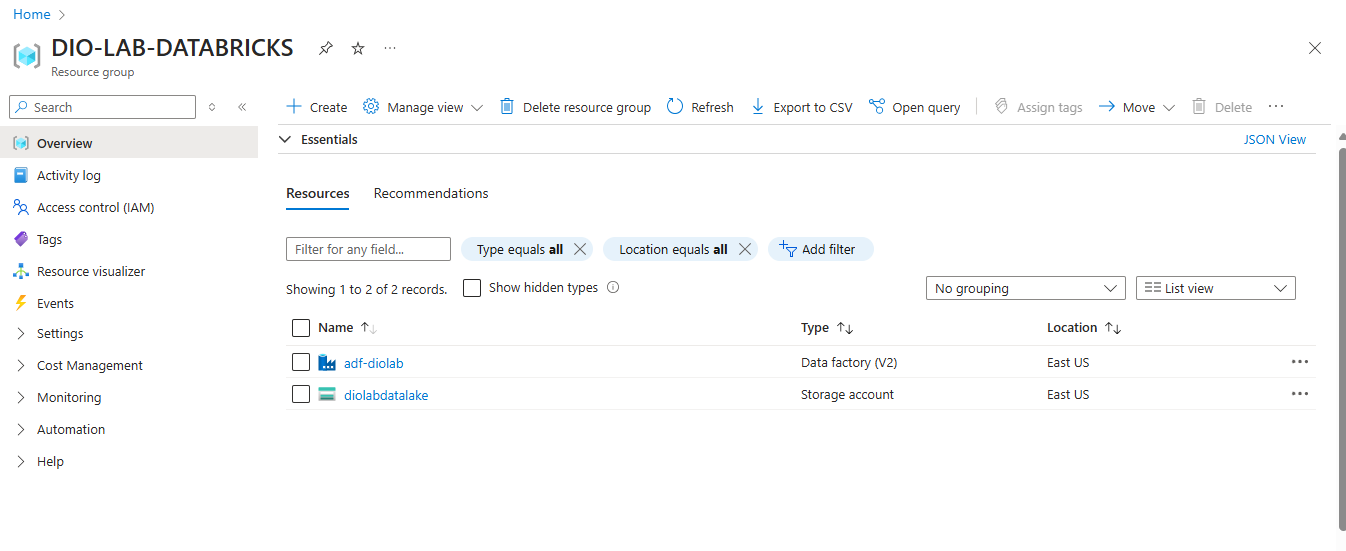 Home
DIO-LAB-DATABRICKS
Resource group
Search
Overview
Activity log
Access control (IAM)
Tags
Resource visualizer
Events
Settings
Cost Management
Monitoring
Automation
Help
Create Manage view Delete resource group Refresh Export to CSV Open query Assign tags Move Delete
Essentials JSON View
Resources Recommendations
Filter for any field... Type equals all Location equals all Add filter
Showing 1 to 2 of 2 records. Show hidden types No grouping List view
Name Type Location
adf-diolab Data factory (V2) East US
diolabdatalake Storage account East US